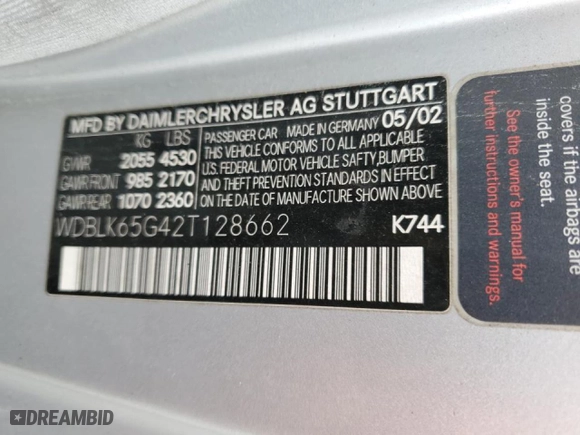 MFD BY DAIMLERCHRYSLER AG STUTTGART
KG LBS
GVWR 2055 4530
GAWR FRONT 985 2170
GAWR REAR 1070 2360
PASSENGER CAR MADE IN GERMANY 05/02
THIS VEHICLE CONFORMS TO ALL APPLICABLE
U.S. FEDERAL MOTOR VEHICLE SAFETY, BUMPER
AND THEFT PREVENTION STANDARDS IN EFFECT
ON THE DATE OF MANUFACTURE SHOWN ABOVE
WDBLK65G42T128662 K744
covers if the airbags are
inside the seat.
See the owner's manual for
further instructions and warnings.
DREAMBID